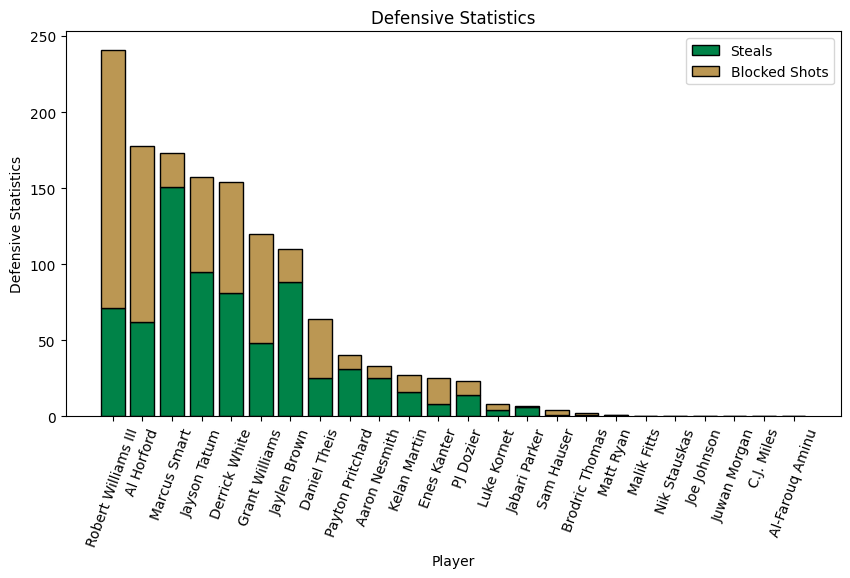 Defensive Statistics
Steals
Blocked Shots
Defensive Statistics
250
200
150
100
50
0
Robert Williams III
Al Horford
Marcus Smart
Jayson Tatum
Derrick White
Grant Williams
Jaylen Brown
Daniel Theis
Payton Pritchard
Aaron Nesmith
Kelan Martin
Enes Kanter
PJ Dozier
Luke Kornet
Jabari Parker
Sam Hauser
Brodric Thomas
Matt Ryan
Malik Fitts
Nik Stauskas
Joe Johnson
Juwan Morgan
C.J. Miles
Al-Farouq Aminu
Player